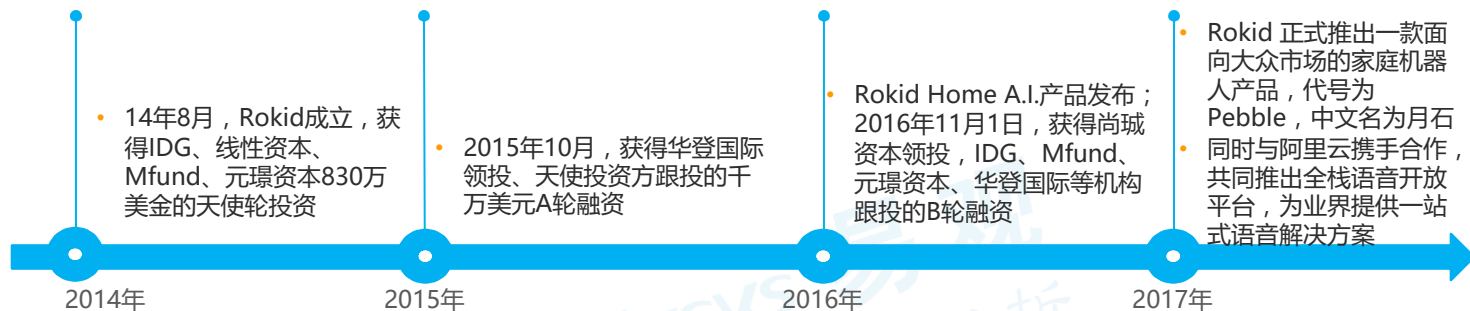 14年8月，Rokid成立，获
得IDG、线性资本、
Mfund、元璟资本830万
美金的天使轮投资
2015年10月，获得华登国际
领投、天使投资方跟投的千
万美元A轮融资
Rokid Home A.I.产品发布；
2016年11月1日，获得尚珹
资本领投，IDG、Mfund、
元璟资本、华登国际等机构
跟投的B轮融资
Rokid 正式推出一款面
向大众市场的家庭机器
人产品，代号为
Pebble，中文名为月石
同时与阿里云携手合作，
共同推出全栈语音开放
平台，为业界提供一站
式语音解决方案
2014年
2015年
2016年
2017年
易观